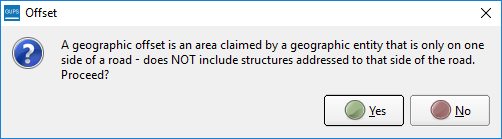 GUPS Offset
A geographic offset is an area claimed by a geographic entity that is only on one
side of a road - does NOT include structures addressed to that side of the road.
Proceed?
Yes No